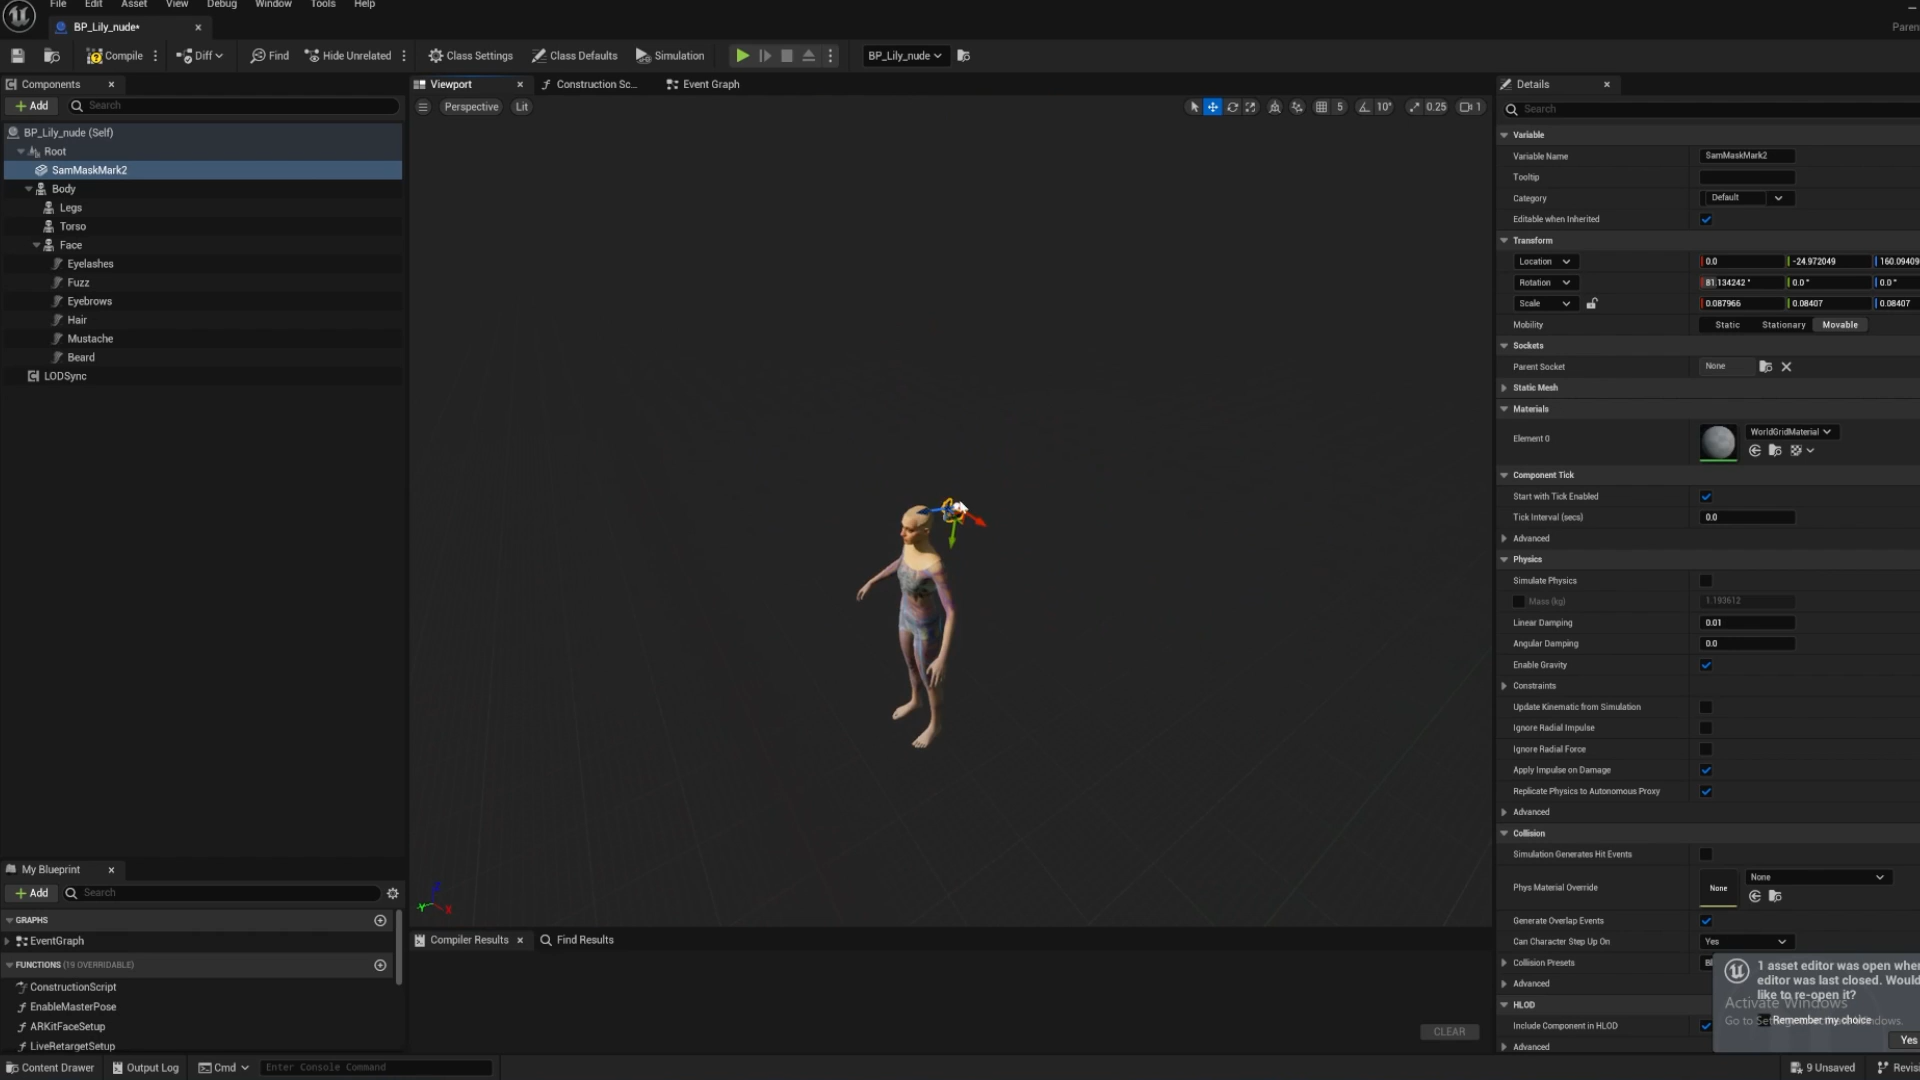 File Edit Asset View Debug Window Tools Help
BP_Lily_nude*
Compile Diff Find Hide Unrelated Class Settings Class Defaults Simulation BP_Lily_nude
Components
Add Search
BP_Lily_nude (Self)
Root
SamMaskMark2
Body
Legs
Torso
Face
Eyelashes
Fuzz
Eyebrows
Hair
Mustache
Beard
LODSync
My Blueprint
Add Search
GRAPHS
EventGraph
FUNCTIONS (19 OVERRIDABLE)
ConstructionScript
EnableMasterPose
ARKitFaceSetup
LiveRetargetSetup
Viewport Construction Sc... Event Graph
Perspective Lit 5 10° 0.25 1
Compiler Results Find Results
CLEAR
Details
Search
Variable
Variable Name SamMaskMark2
Tooltip
Category Default
Editable when Inherited
Transform
Location 0.0 -24.972049 160.09409
Rotation 81.134242 ° 0.0 ° 0.0 °
Scale 0.087966 0.08407 0.08407
Mobility Static Stationary Movable
Sockets
Parent Socket None
Static Mesh
Materials
Element 0 WorldGridMaterial
Component Tick
Start with Tick Enabled
Tick Interval (secs) 0.0
Advanced
Physics
Simulate Physics
Mass (kg) 1.193612
Linear Damping 0.01
Angular Damping 0.0
Enable Gravity
Constraints
Update Kinematic from Simulation
Ignore Radial Impulse
Ignore Radial Force
Apply Impulse on Damage
Replicate Physics to Autonomous Proxy
Advanced
Collision
Simulation Generates Hit Events
Phys Material Override None None
Generate Overlap Events
Can Character Step Up On Yes
Collision Presets
Advanced
HLOD
Include Component in HLOD
Advanced
1 asset editor was open when
editor was last closed. Would
like to re-open it?
Activate Windows
Remember my choice
Yes
Content Drawer Output Log Cmd Enter Console Command
9 Unsaved